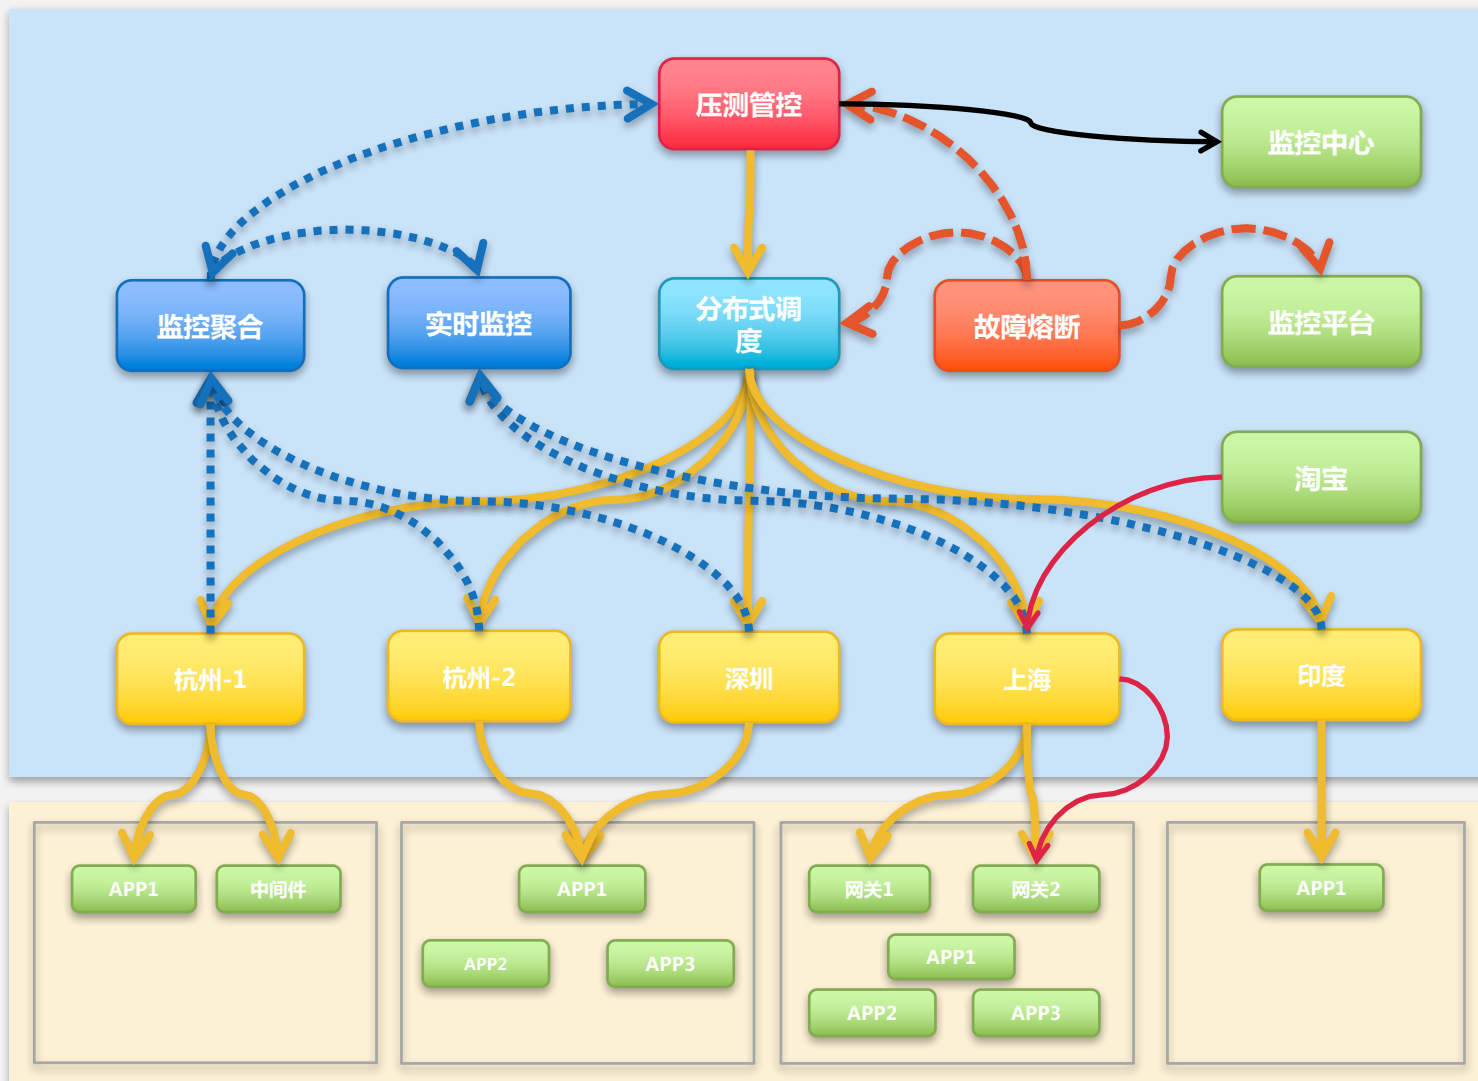 压测管控
监控中心
监控聚合
实时监控
分布式调
度
故障熔断
监控平台
淘宝
杭州-1
杭州-2
深圳
上海
印度
APP1
中间件
APP1
网关1
网关2
APP1
APP2
APP3
APP1
APP2
APP3